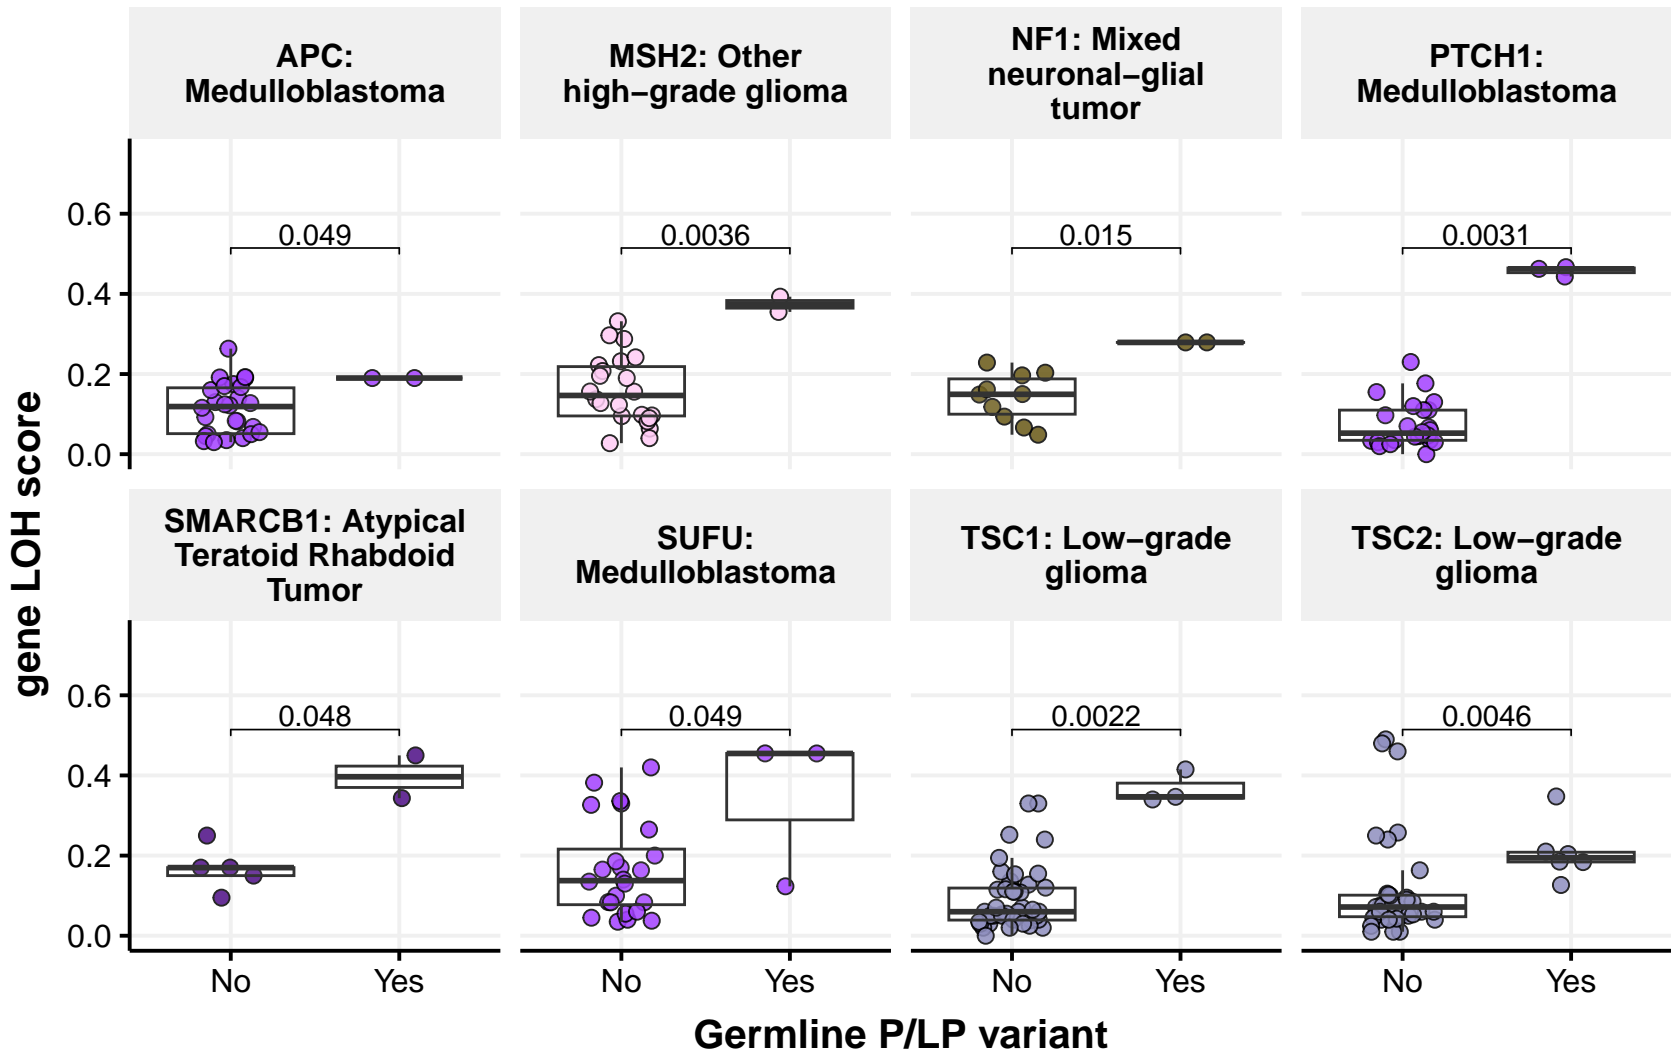 APC:
Medulloblastoma
MSH2: Other
high−grade glioma
NF1: Mixed
neuronal−glial
tumor
PTCH1:
Medulloblastoma
0.6
0.4
0.2
0.0
0.049
0.0036
0.015
0.0031
gene LOH score
SMARCB1: Atypical
Teratoid Rhabdoid
Tumor
SUFU:
Medulloblastoma
TSC1: Low−grade
glioma
TSC2: Low−grade
glioma
0.6
0.4
0.2
0.0
0.048
0.049
0.0022
0.0046
No
Yes
No
Yes
No
Yes
No
Yes
Germline P/LP variant